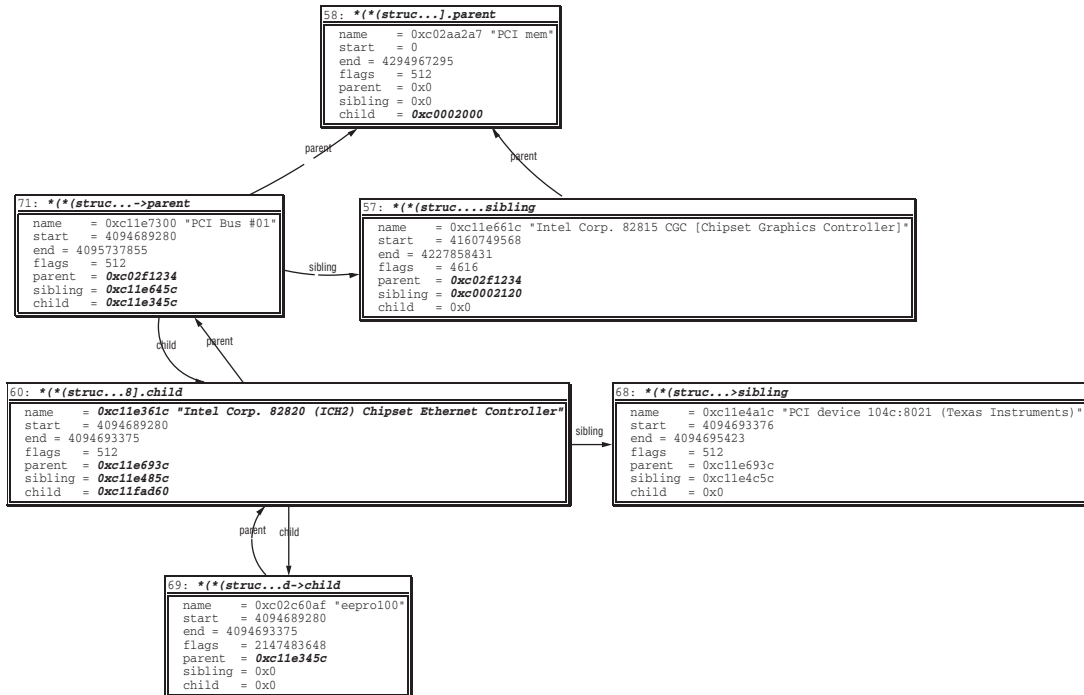 58: *(*(struc...].parent
name = 0xc02aa2a7 "PCI mem"
start = 0
end = 4294967295
flags = 512
parent = 0x0
sibling = 0x0
child = 0xc0002000
parent
parent
71: *(*(struc...->parent
name = 0xc11e7300 "PCI Bus #01"
start = 4094689280
end = 4095737855
flags = 512
parent = 0xc02f1234
sibling = 0xc11e645c
child = 0xc11e345c
sibling
57: *(*(struc....sibling
name = 0xc11e661c "Intel Corp. 82815 CGC [Chipset Graphics Controller]"
start = 4160749568
end = 4227858431
flags = 4616
parent = 0xc02f1234
sibling = 0xc0002120
child = 0x0
child
parent
60: *(*(struc...8].child
name = 0xc11e361c "Intel Corp. 82820 (ICH2) Chipset Ethernet Controller"
start = 4094689280
end = 4094693375
flags = 512
parent = 0xc11e693c
sibling = 0xc11e485c
child = 0xc11fad60
sibling
68: *(*(struc...>sibling
name = 0xc11e4a1c "PCI device 104c:8021 (Texas Instruments)"
start = 4094693376
end = 4094695423
flags = 512
parent = 0xc11e693c
sibling = 0xc11e4c5c
child = 0x0
parent
child
69: *(*(struc...d->child
name = 0xc02c60af "eepro100"
start = 4094689280
end = 4094693375
flags = 2147483648
parent = 0xc11e345c
sibling = 0x0
child = 0x0